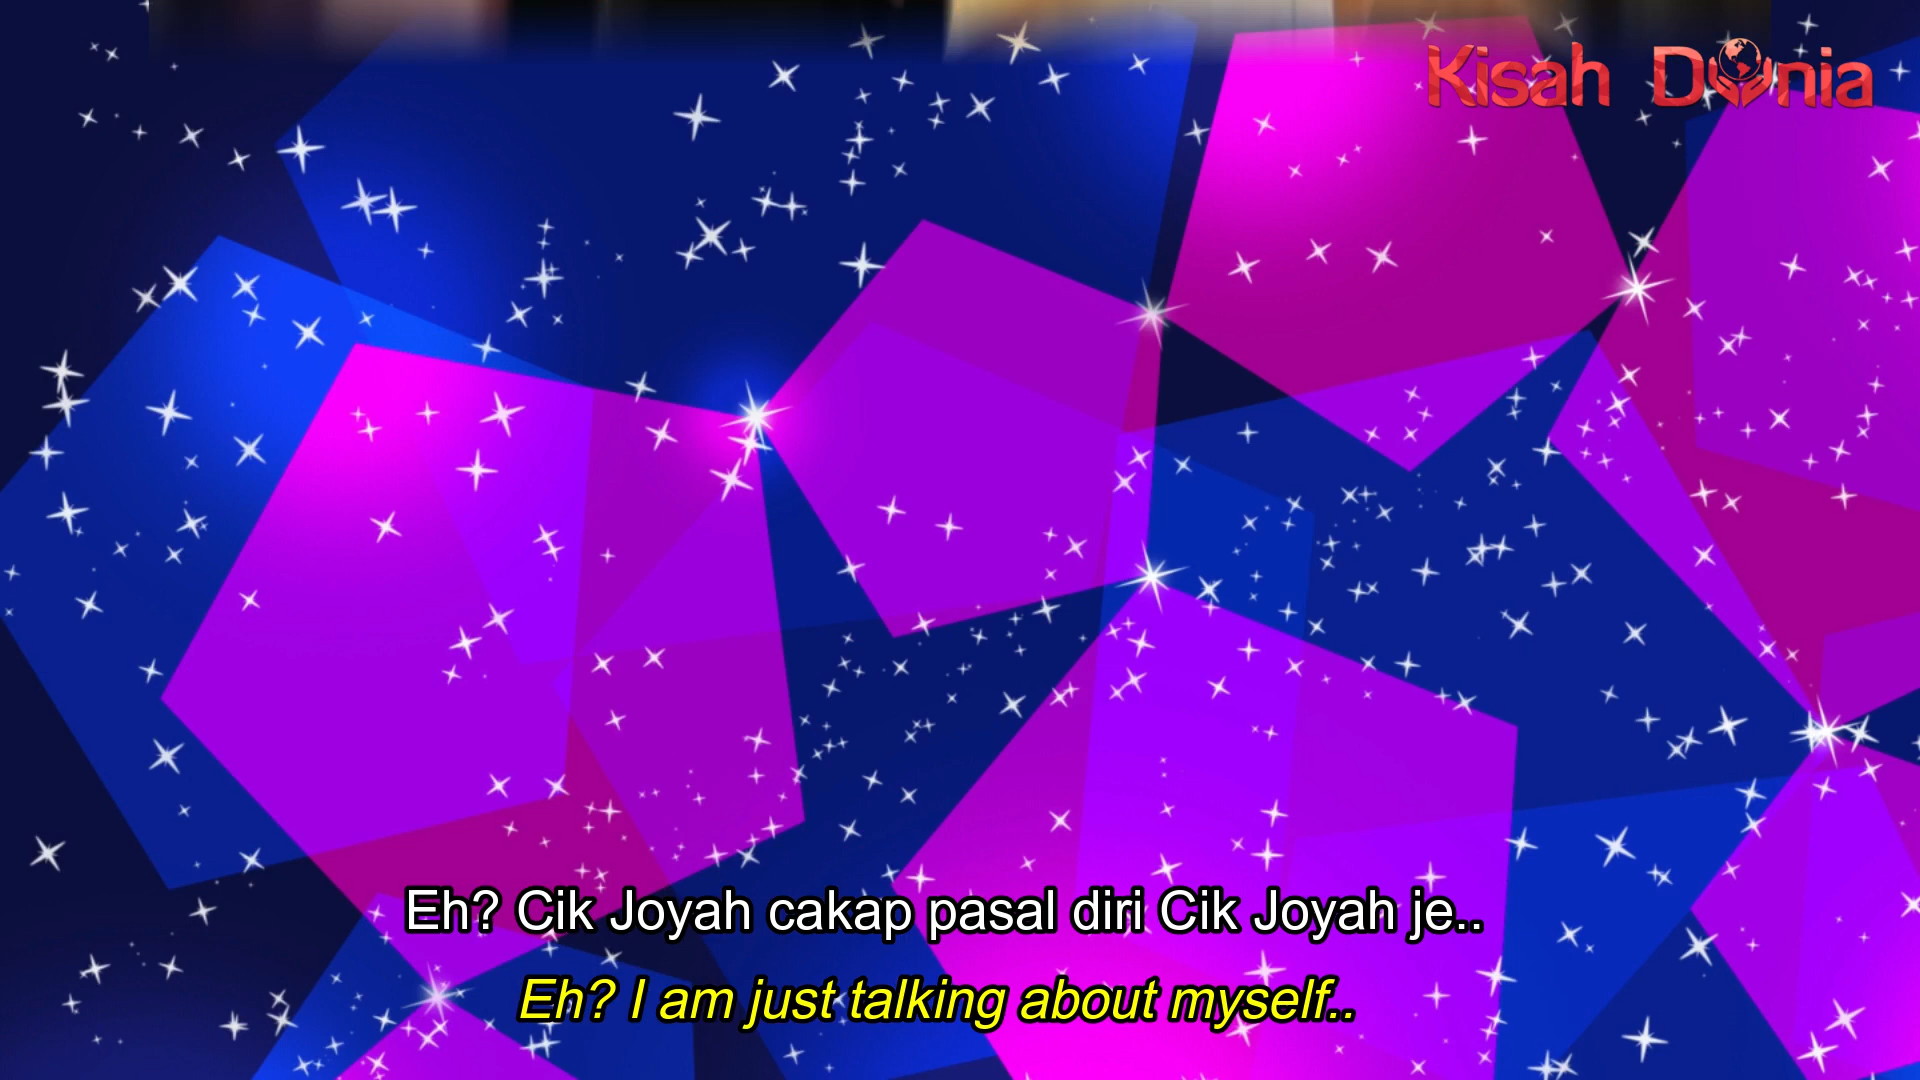 Kisah Dunia
Eh? Cik Joyah cakap pasal diri Cik Joyah je..
Eh? I am just talking about myself..